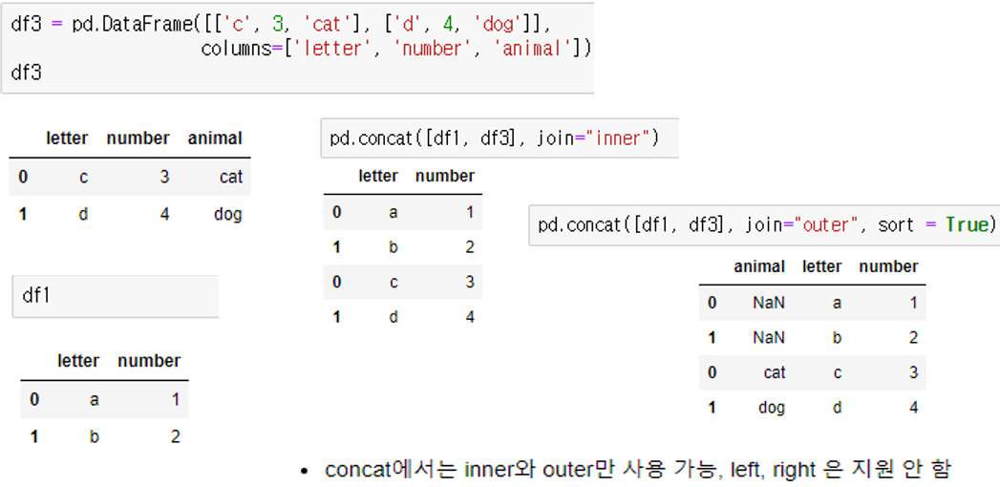 df3 = pd.DataFrame([['c', 3, 'cat'], ['d', 4, 'dog']],
columns=['letter', 'number', 'animal'])
df3
letter number animal
0 c 3 cat
1 d 4 dog
df1
letter number
0 a 1
1 b 2
pd.concat([df1, df3], join="inner")
letter number
0 a 1
1 b 2
0 c 3
1 d 4
pd.concat([df1, df3], join="outer", sort = True)
animal letter number
0 NaN a 1
1 NaN b 2
0 cat c 3
1 dog d 4
• concat에서는 inner와 outer만 사용 가능, left, right 은 지원 안 함